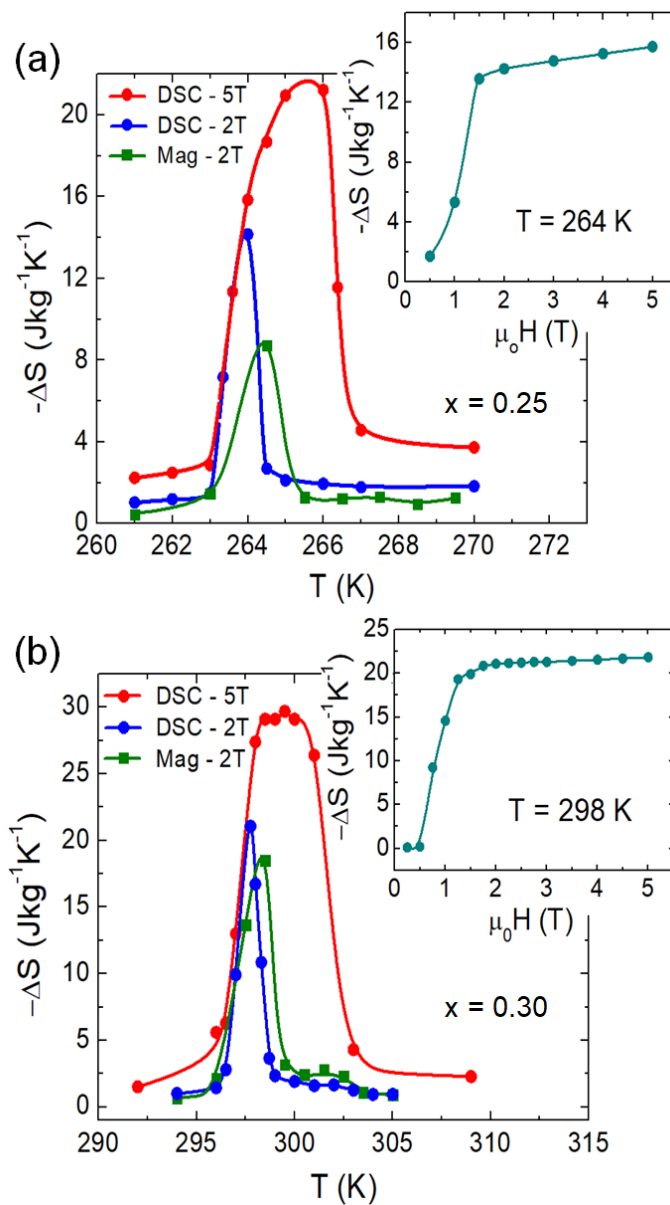 (a)
DSC - 5T
DSC - 2T
Mag - 2T
-ΔS (Jkg⁻¹K⁻¹)
20
16
12
8
4
0
260 262 264 266 268 270 272
T (K)
x = 0.25
-ΔS (Jkg⁻¹K⁻¹)
16
12
8
4
0
0 1 2 3 4 5
μₒH (T)
T = 264 K
(b)
DSC - 5T
DSC - 2T
Mag - 2T
−ΔS (Jkg⁻¹K⁻¹)
30
25
20
15
10
5
0
290 295 300 305 310 315
T (K)
x = 0.30
−ΔS (Jkg⁻¹K⁻¹)
25
20
15
10
5
0
0 1 2 3 4 5
μ₀H (T)
T = 298 K